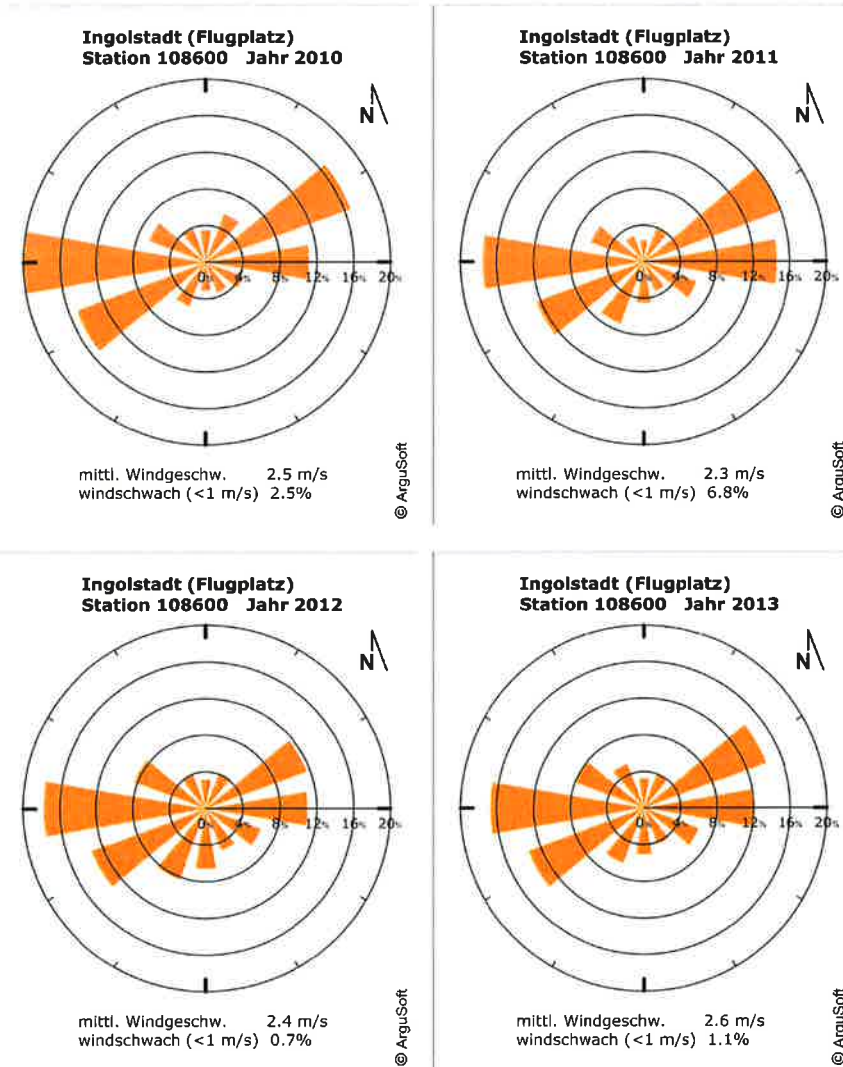 Ingolstadt (Flugplatz)
Station 108600 Jahr 2010
N
0% 4% 8% 12% 16% 20%
mittl. Windgeschw. 2.5 m/s
windschwach (<1 m/s) 2.5%
© ArguSoft
Ingolstadt (Flugplatz)
Station 108600 Jahr 2011
N
0% 4% 8% 12% 16% 20%
mittl. Windgeschw. 2.3 m/s
windschwach (<1 m/s) 6.8%
© ArguSoft
Ingolstadt (Flugplatz)
Station 108600 Jahr 2012
N
0% 4% 8% 12% 16% 20%
mittl. Windgeschw. 2.4 m/s
windschwach (<1 m/s) 0.7%
© ArguSoft
Ingolstadt (Flugplatz)
Station 108600 Jahr 2013
N
0% 4% 8% 12% 16% 20%
mittl. Windgeschw. 2.6 m/s
windschwach (<1 m/s) 1.1%
© ArguSoft